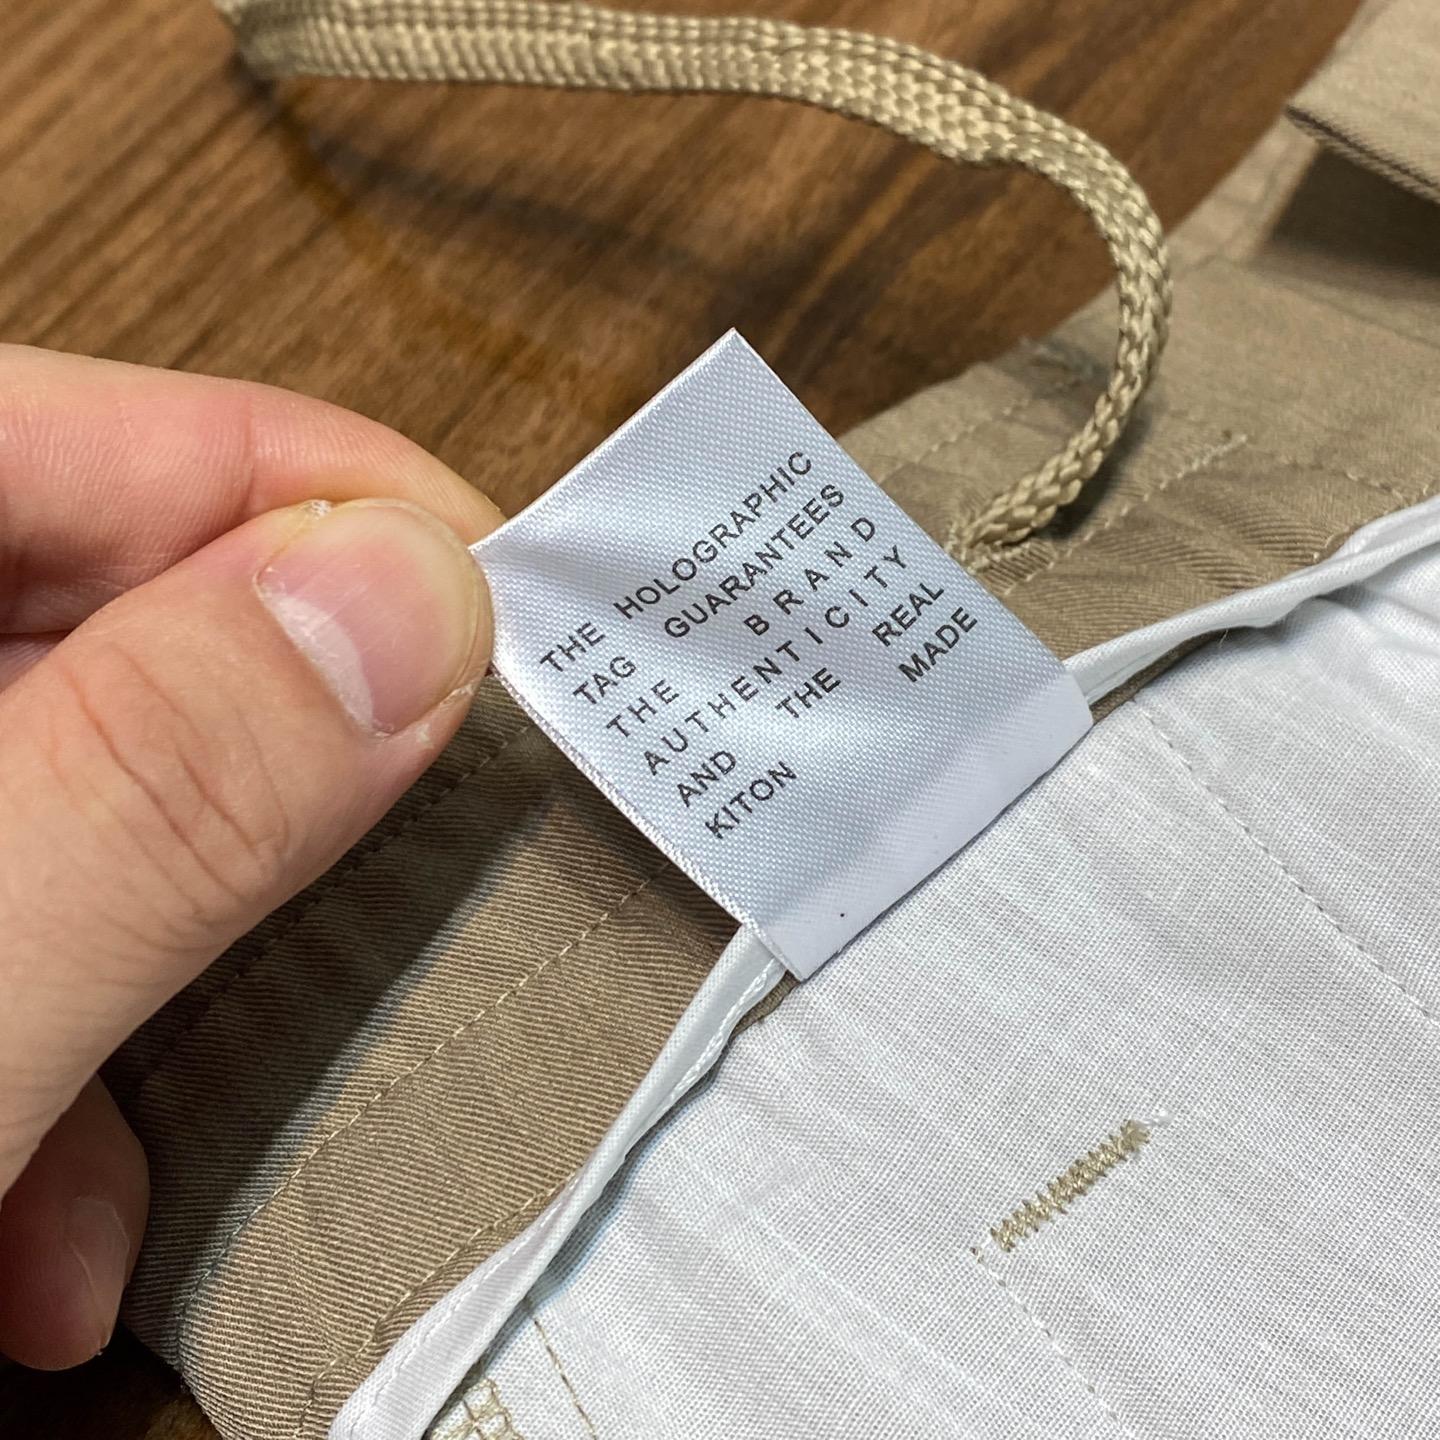 THE HOLOGRAPHIC
TAG GUARANTEES
THE BRAND
AUTHENTICITY
AND THE REAL MADE
KITON